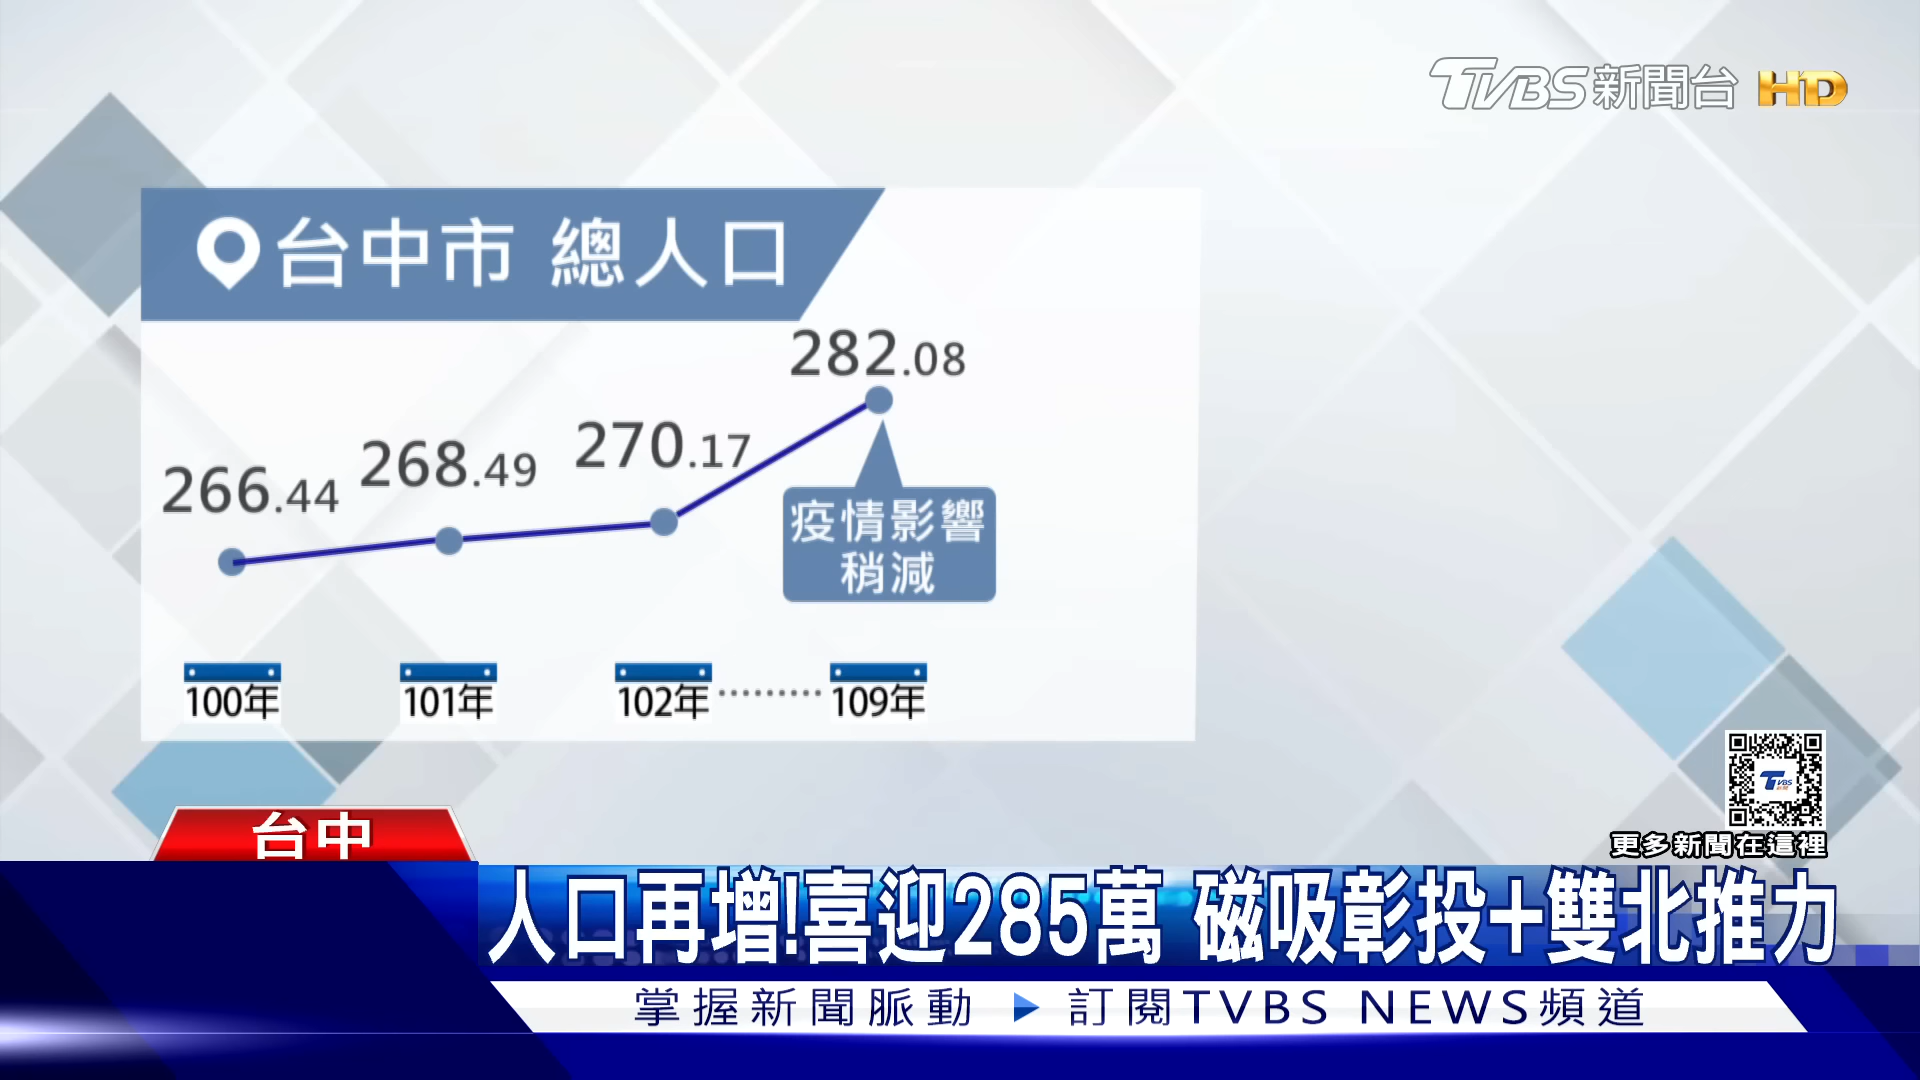 TVBS新聞台 HD
台中市 總人口
282.08
270.17
268.49
266.44
疫情影響
稍減
100年 101年 102年 ⋯⋯⋯ 109年
TVBS
新聞
更多新聞在這裡
台中
人口再增!喜迎285萬 磁吸彰投+雙北推力
掌握新聞脈動 ▶ 訂閱TVBS NEWS頻道